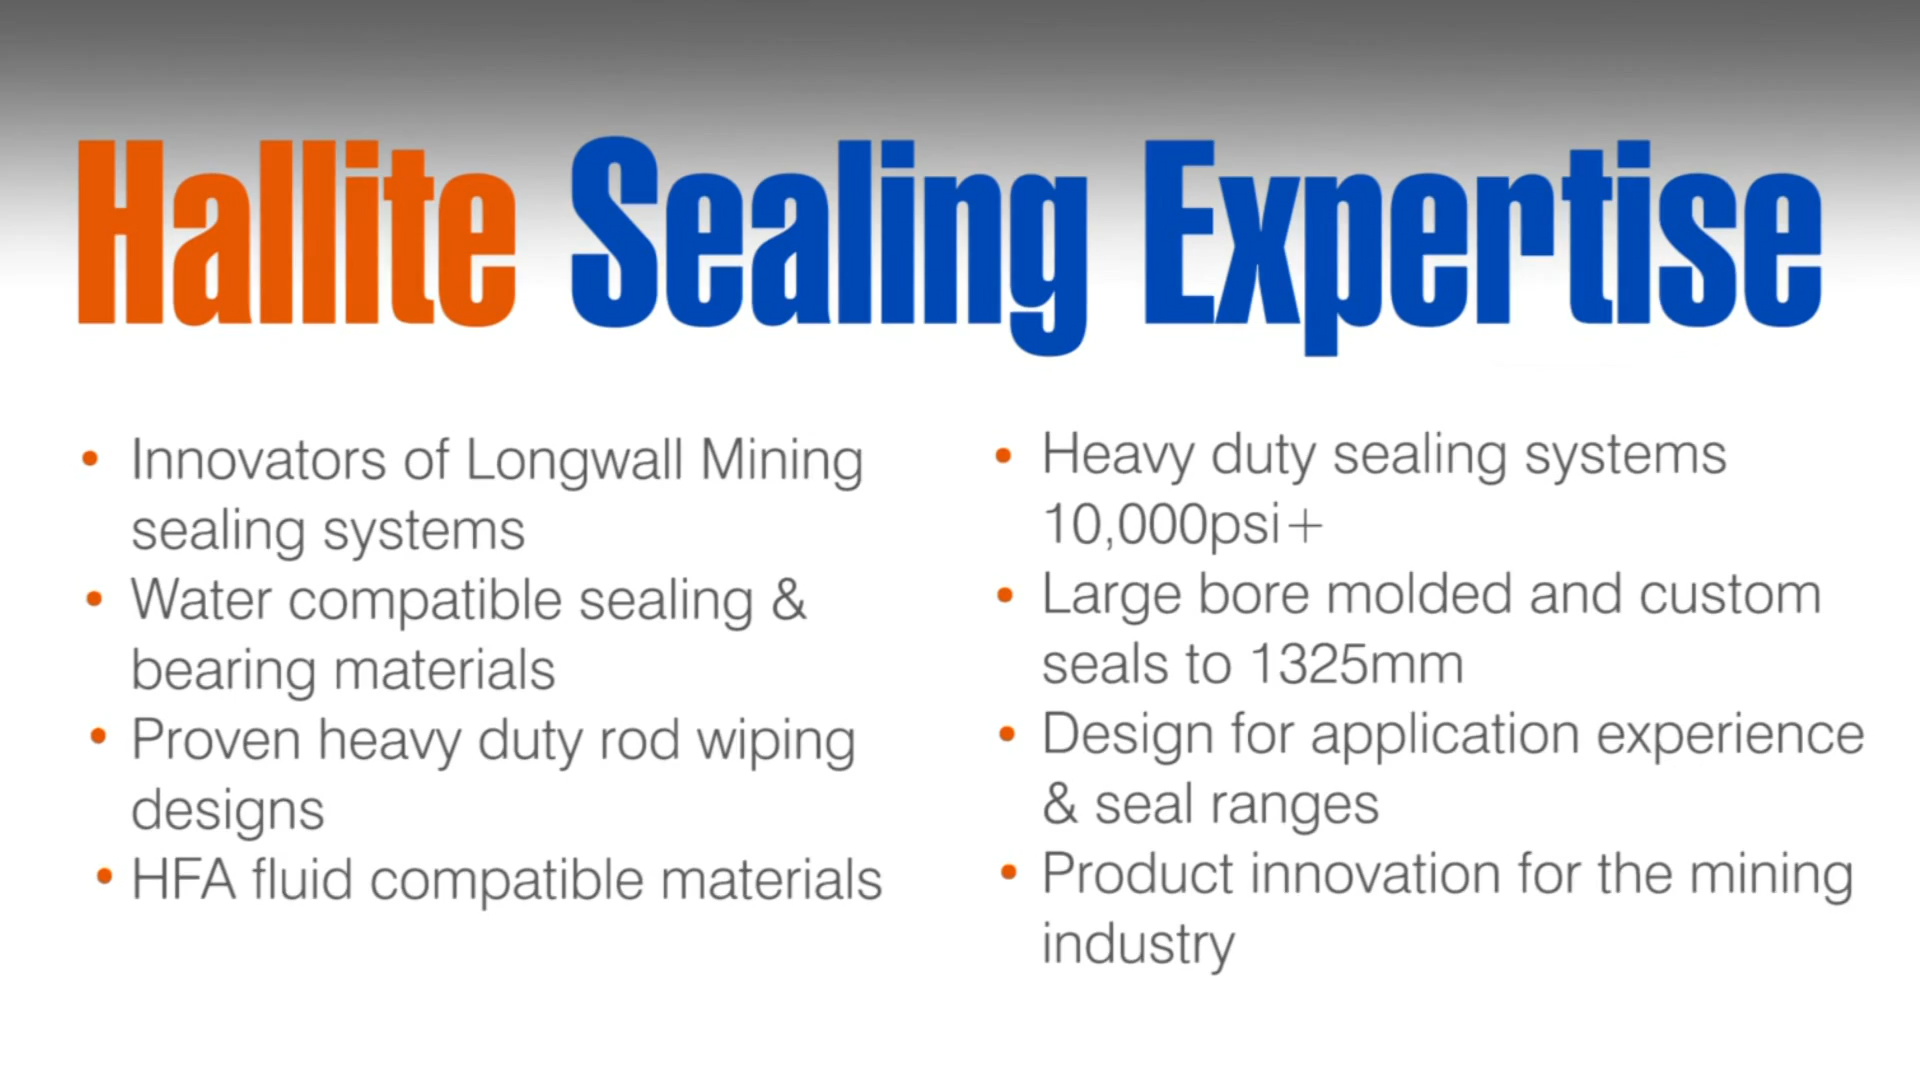 Hallite Sealing Expertise
• Innovators of Longwall Mining
sealing systems
• Water compatible sealing &
bearing materials
• Proven heavy duty rod wiping
designs
• HFA fluid compatible materials
• Heavy duty sealing systems
10,000psi+
• Large bore molded and custom
seals to 1325mm
• Design for application experience
& seal ranges
• Product innovation for the mining
industry